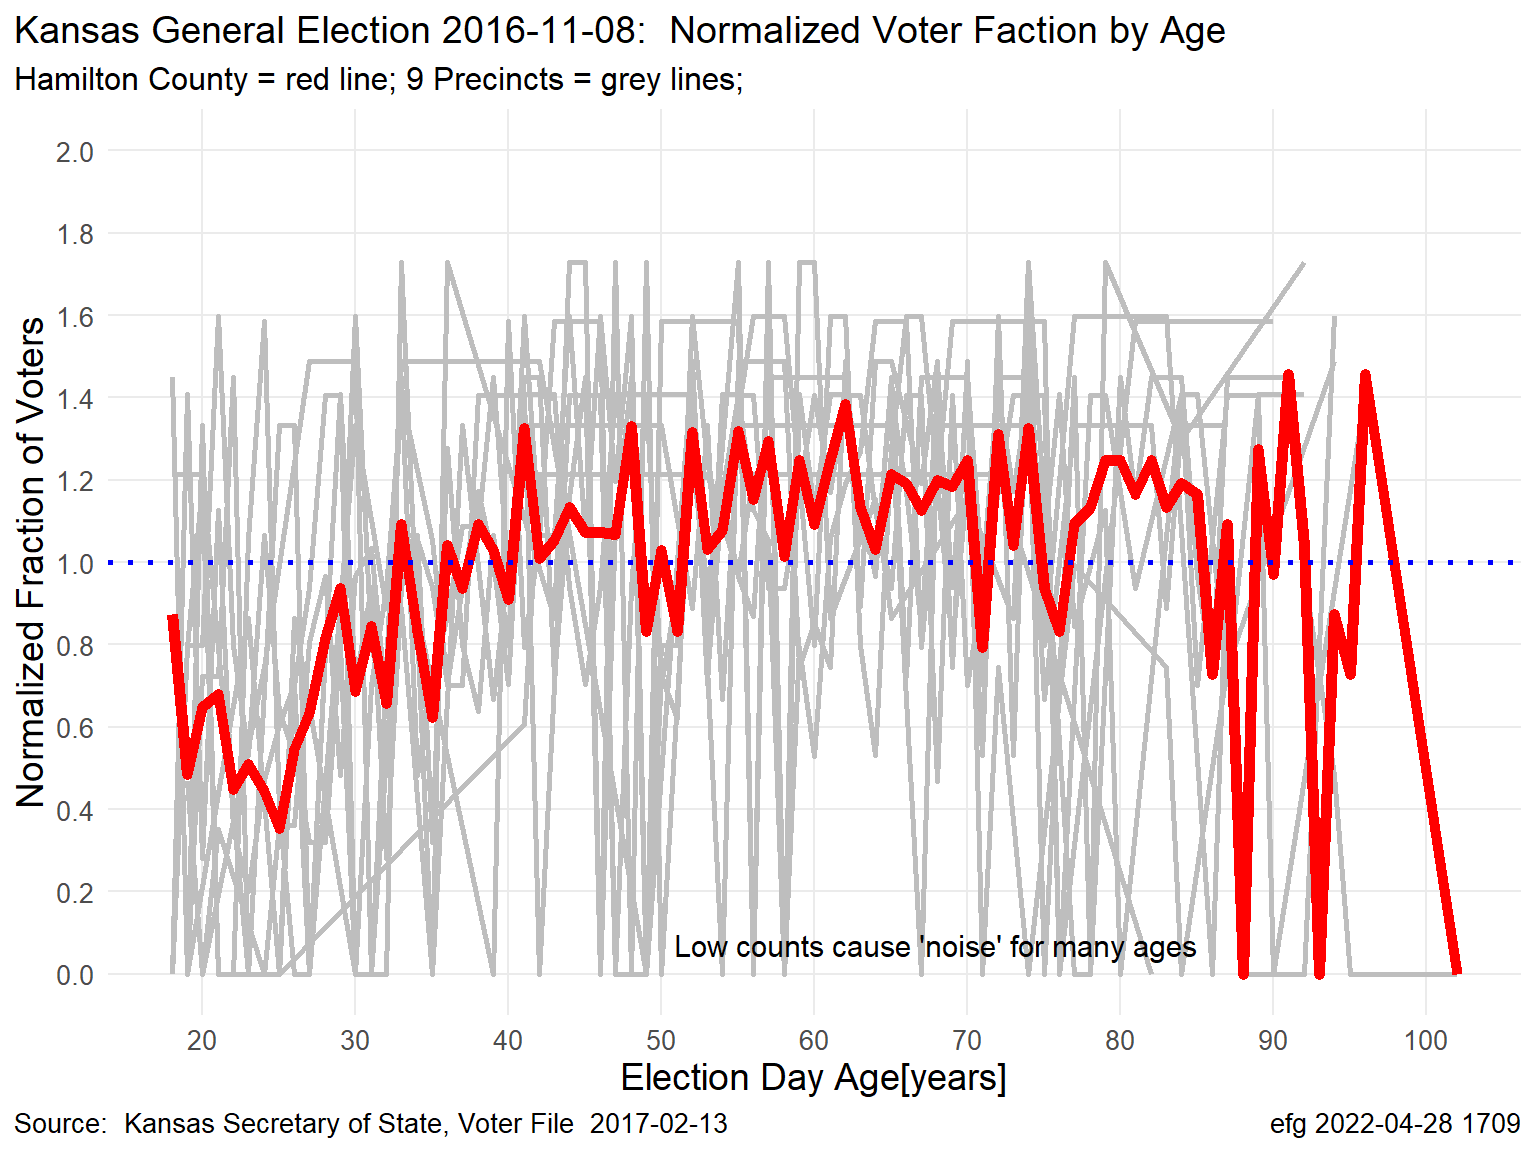 Kansas General Election 2016-11-08:  Normalized Voter Faction by Age
Hamilton County = red line; 9 Precincts = grey lines;
Normalized Fraction of Voters
2.0
1.8
1.6
1.4
1.2
1.0
0.8
0.6
0.4
0.2
0.0
Low counts cause 'noise' for many ages
20 30 40 50 60 70 80 90 100
Election Day Age[years]
Source:  Kansas Secretary of State, Voter File  2017-02-13
efg 2022-04-28 1709